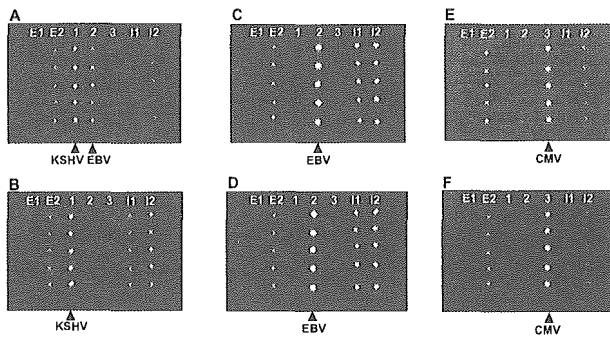 A
E1 E2 1 2 3 I1 I2
KSHV EBV
B
E1 E2 1 2 3 I1 I2
KSHV
C
E1 E2 1 2 3 I1 I2
EBV
D
E1 E2 1 2 3 I1 I2
EBV
E
E1 E2 1 2 3 I1 I2
CMV
F
E1 E2 1 2 3 I1 I2
CMV